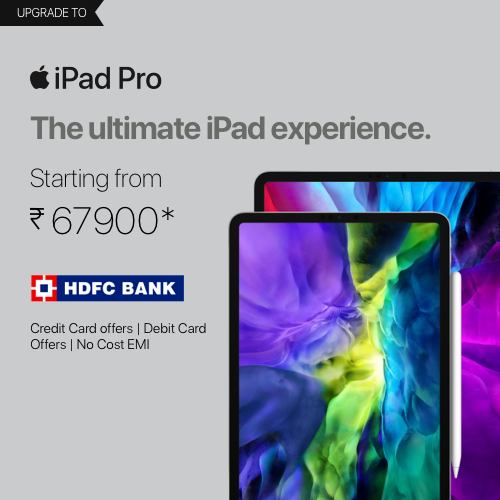 UPGRADE TO
iPad Pro
The ultimate iPad experience.
Starting from
₹ 67900*
HDFC BANK
Credit Card offers | Debit Card
Offers | No Cost EMI